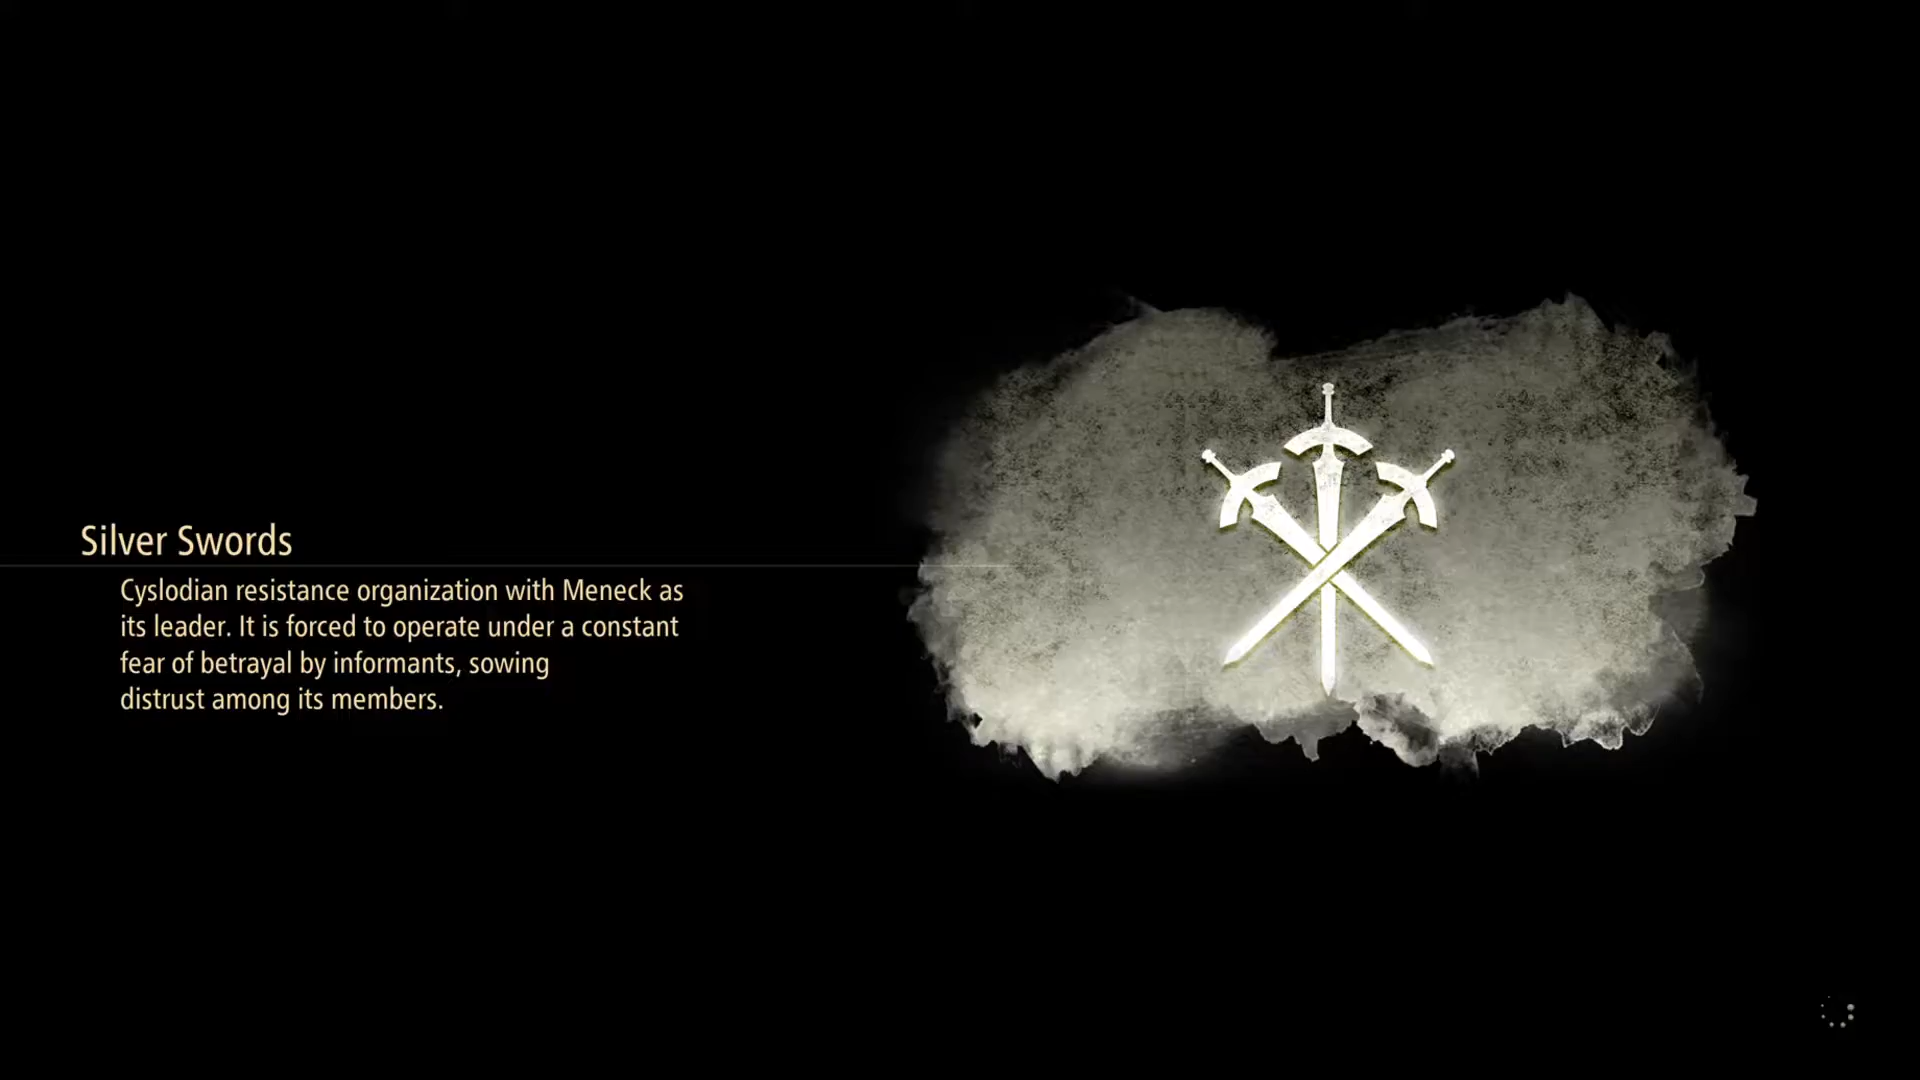 Silver Swords
Cyslodian resistance organization with Meneck as
its leader. It is forced to operate under a constant
fear of betrayal by informants, sowing
distrust among its members.